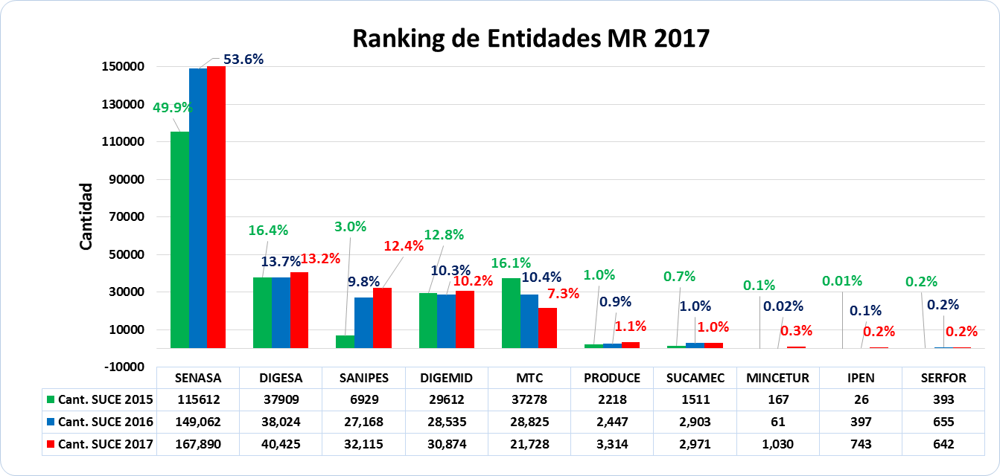 Ranking de Entidades MR 2017
Cantidad
150000
130000
110000
90000
70000
50000
30000
10000
-10000
49.9% 53.6%
16.4% 13.7% 13.2%
3.0% 9.8% 12.4%
12.8% 10.3% 10.2%
16.1% 10.4% 7.3%
1.0% 0.9% 1.1%
0.7% 1.0% 1.0%
0.1% 0.02% 0.3%
0.01% 0.1% 0.2%
0.2% 0.2% 0.2%
SENASA DIGESA SANIPES DIGEMID MTC PRODUCE SUCAMEC MINCETUR IPEN SERFOR
Cant. SUCE 2015 115612 37909 6929 29612 37278 2218 1511 167 26 393
Cant. SUCE 2016 149,062 38,024 27,168 28,535 28,825 2,447 2,903 61 397 655
Cant. SUCE 2017 167,890 40,425 32,115 30,874 21,728 3,314 2,971 1,030 743 642